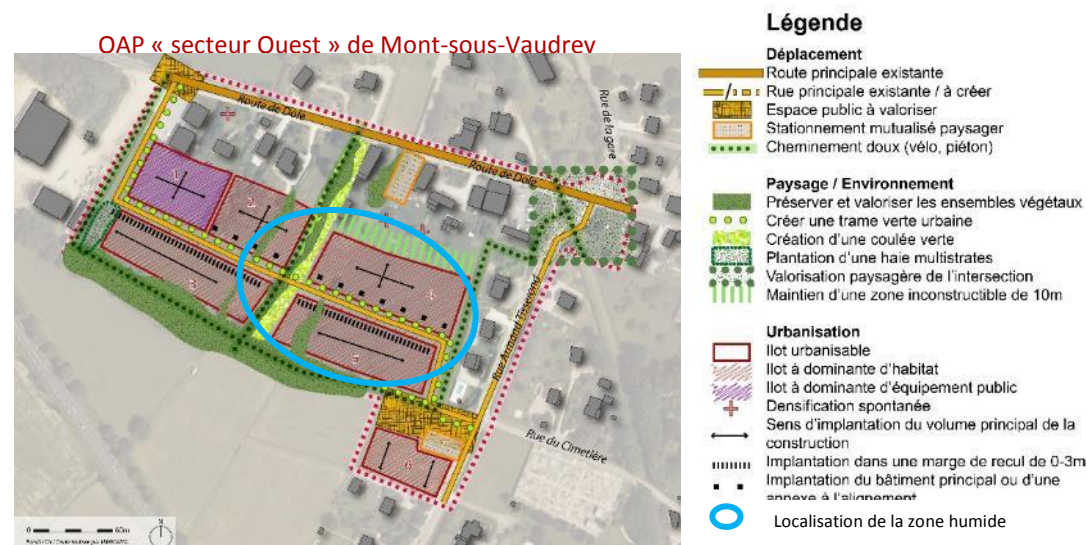 OAP « secteur Ouest » de Mont-sous-Vaudrey
Route de Dole
Route de Dole
Rue de la gare
1
2
3
4
5
6
Rue du Cimetière
0 60m
N
Légende
Déplacement
Route principale existante
Rue principale existante / à créer
Espace public à valoriser
Stationnement mutualisé paysager
Cheminement doux (vélo, piéton)
Paysage / Environnement
Préserver et valoriser les ensembles végétaux
Créer une trame verte urbaine
Création d'une coulée verte
Plantation d'une haie multistrates
Valorisation paysagère de l'intersection
Maintien d'une zone inconstructible de 10m
Urbanisation
Ilot urbanisable
Ilot à dominante d'habitat
Ilot à dominante d'équipement public
Densification spontanée
Sens d'implantation du volume principal de la
construction
Implantation dans une marge de recul de 0-3m
Implantation du bâtiment principal ou d'une
annexe à l'alignement
Localisation de la zone humide